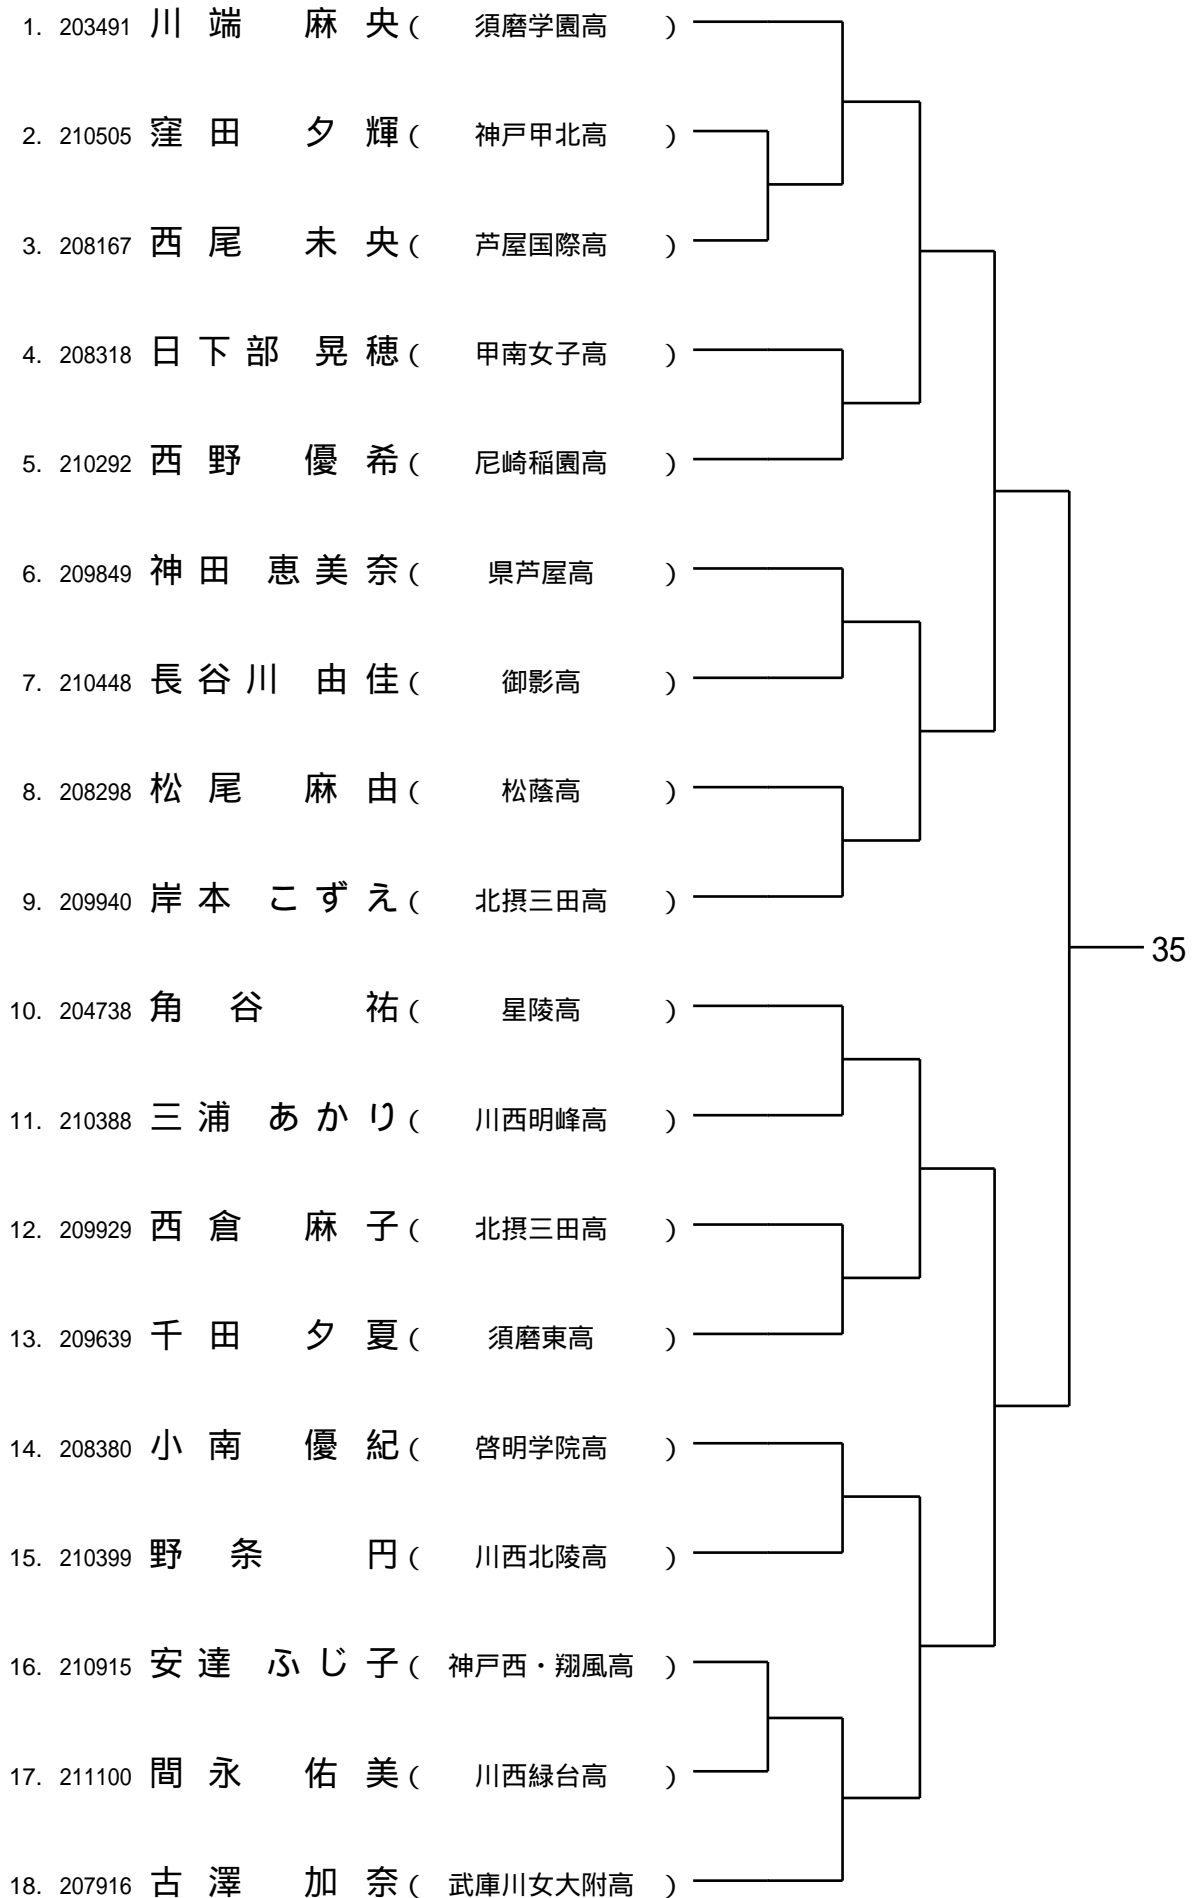 1. 203491 川端 麻央 ( 須磨学園高 )
2. 210505 窪田 夕輝 ( 神戸甲北高 )
3. 208167 西尾 未央 ( 芦屋国際高 )
4. 208318 日下部 晃穂 ( 甲南女子高 )
5. 210292 西野 優希 ( 尼崎稲園高 )
6. 209849 神田 恵美奈 ( 県芦屋高 )
7. 210448 長谷川 由佳 ( 御影高 )
8. 208298 松尾 麻由 ( 松蔭高 )
9. 209940 岸本 こずえ ( 北摂三田高 )
35
10. 204738 角谷 祐 ( 星陵高 )
11. 210388 三浦 あかり ( 川西明峰高 )
12. 209929 西倉 麻子 ( 北摂三田高 )
13. 209639 千田 夕夏 ( 須磨東高 )
14. 208380 小南 優紀 ( 啓明学院高 )
15. 210399 野条 円 ( 川西北陵高 )
16. 210915 安達 ふじ子 ( 神戸西・翔風高 )
17. 211100 間永 佑美 ( 川西緑台高 )
18. 207916 古澤 加奈 ( 武庫川女大附高 )